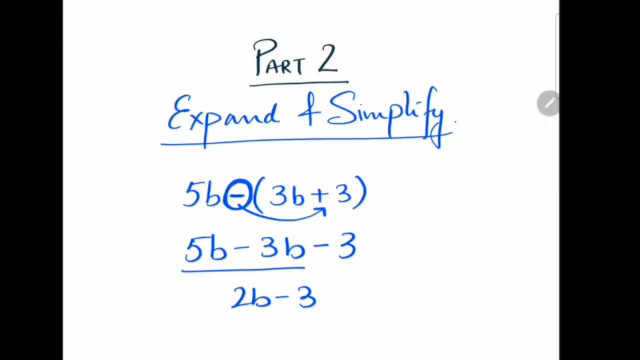 PART 2
Expand & Simplify.
5b - (3b + 3)
5b - 3b - 3
2b - 3